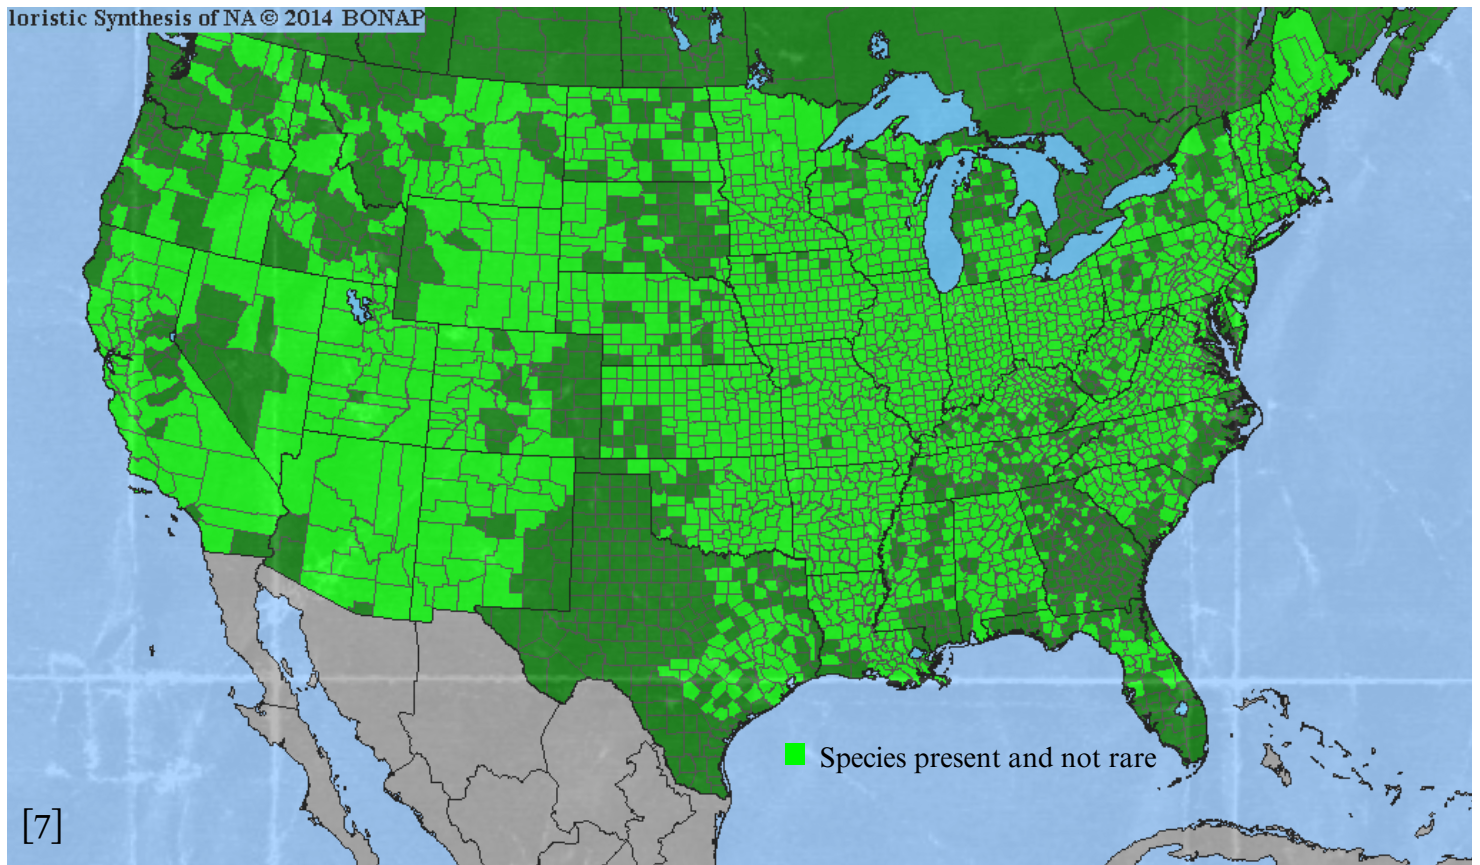 loristic Synthesis of NA © 2014 BONAP
Species present and not rare
[7]